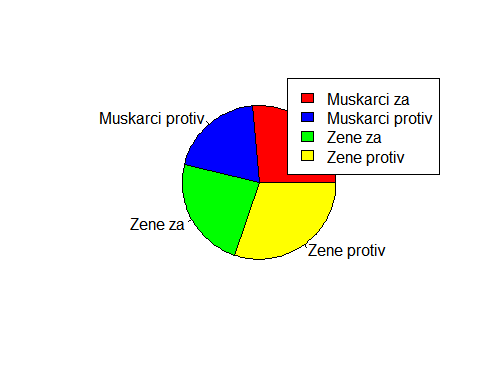 Muskarci za
Muskarci protiv
Zene za
Zene protiv
Muskarci protiv
Zene za
Zene protiv